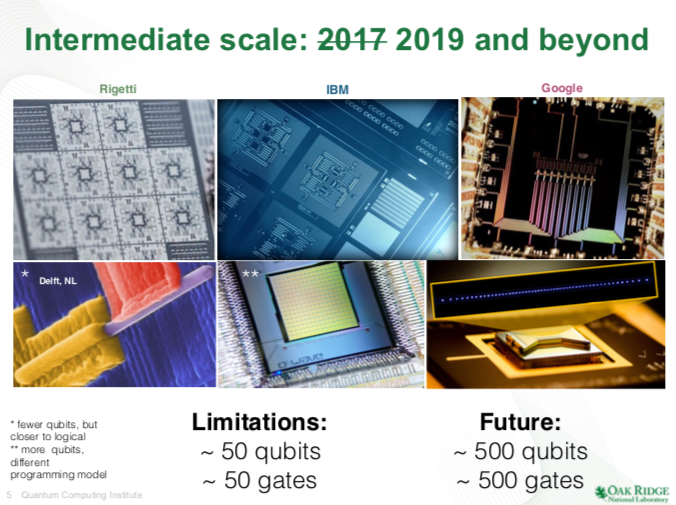 Intermediate scale: 2017 2019 and beyond
Rigetti
IBM
Google
* Delft, NL
**
D-WAVE
* fewer qubits, but
closer to logical
** more qubits,
different
programming model
Limitations:
~ 50 qubits
~ 50 gates
Future:
~ 500 qubits
~ 500 gates
5 Quantum Computing Institute
OAK RIDGE
National Laboratory